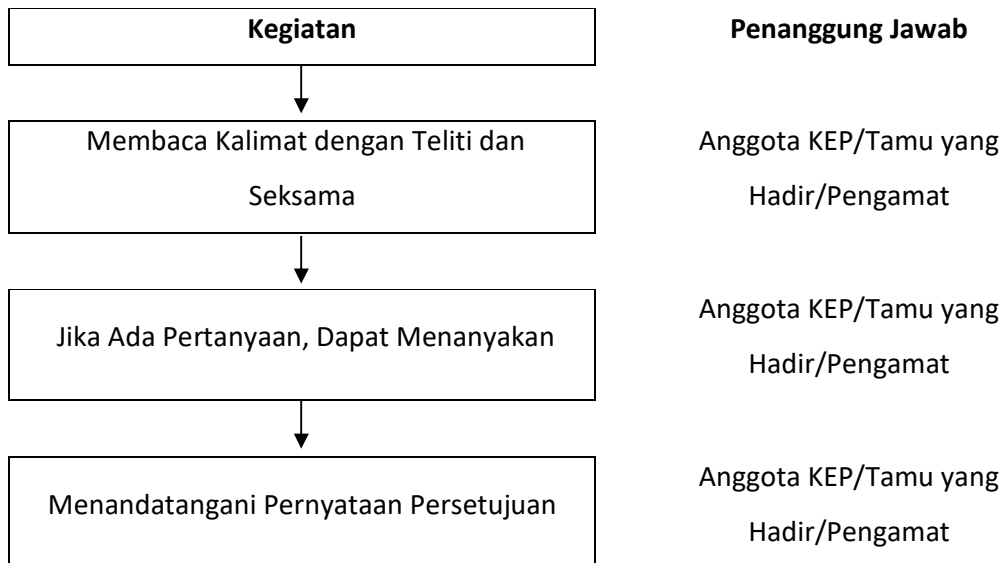 Kegiatan
Penanggung Jawab
Membaca Kalimat dengan Teliti dan
Seksama
Anggota KEP/Tamu yang
Hadir/Pengamat
Jika Ada Pertanyaan, Dapat Menanyakan
Anggota KEP/Tamu yang
Hadir/Pengamat
Menandatangani Pernyataan Persetujuan
Anggota KEP/Tamu yang
Hadir/Pengamat